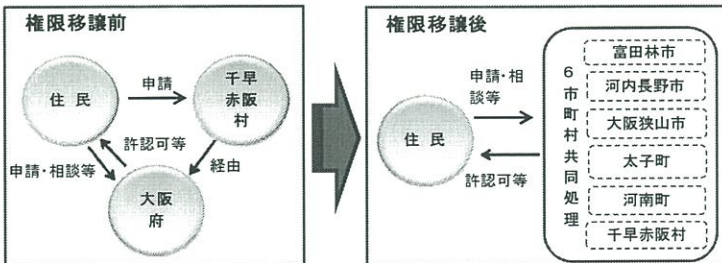 権限移譲前
住民
申請
千早
赤阪
村
許認可等
申請・相談等
経由
大阪
府
権限移譲後
申請・相
談等
住民
許認可等
6市町村共同処理
富田林市
河内長野市
大阪狭山市
太子町
河南町
千早赤阪村